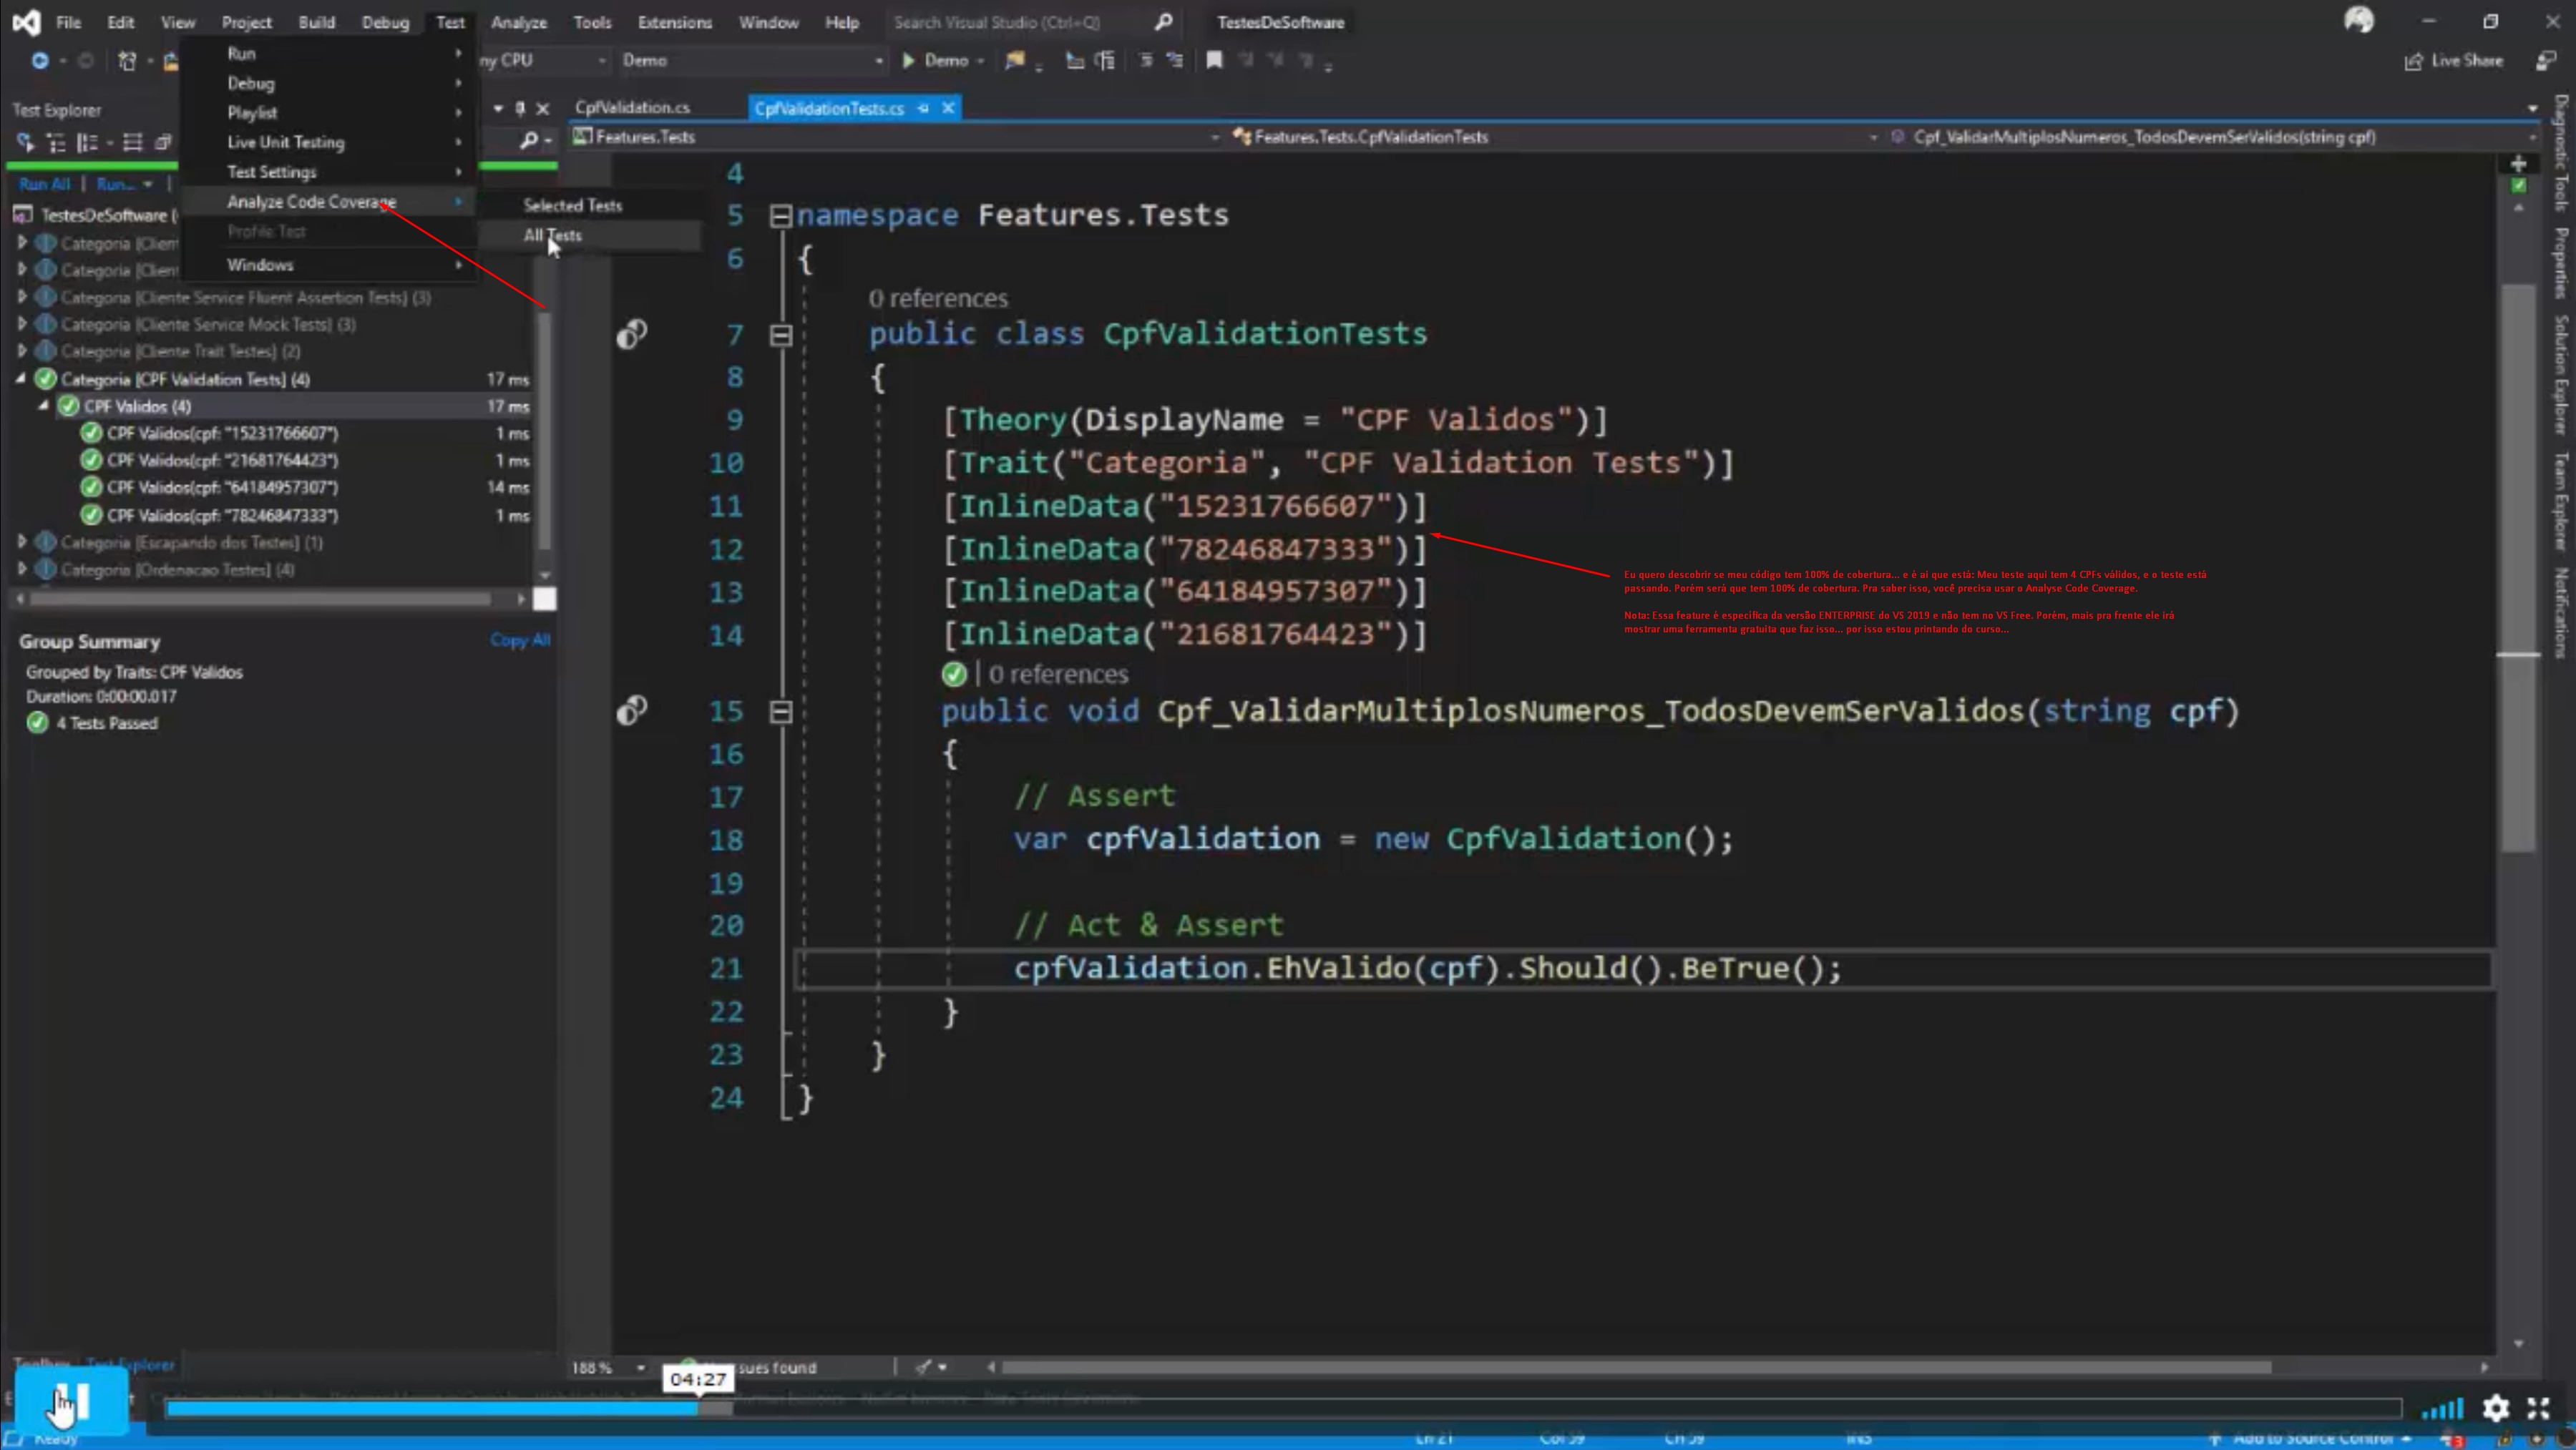 File Edit View Project Build Debug Test Analyze Tools Extensions Window Help Search Visual Studio (Ctrl+Q) TestesDeSoftware
Run
Debug
Playlist
Live Unit Testing
Test Settings
Analyze Code Coverage
Profile Test
Windows
Selected Tests
All Tests
ny CPU Demo Demo Live Share
Test Explorer
Run All | Run...
TestesDeSoftware (
Categoria [Clien
Categoria [Clien
Categoria [Cliente Service Fluent Assertion Tests] (3)
Categoria [Cliente Service Mock Tests] (3)
Categoria [Cliente Trait Testes] (2)
Categoria [CPF Validation Tests] (4) 17 ms
CPF Validos (4) 17 ms
CPF Validos(cpf: "15231766607") 1 ms
CPF Validos(cpf: "21681764423") 1 ms
CPF Validos(cpf: "64184957307") 14 ms
CPF Validos(cpf: "78246847333") 1 ms
Categoria [Escapando dos Testes] (1)
Categoria [Ordenacao Testes] (4)
Group Summary Copy All
Grouped by Traits: CPF Validos
Duration: 0:00:00.017
4 Tests Passed
CpfValidation.cs CpfValidationTests.cs
Features.Tests Features.Tests.CpfValidationTests Cpf_ValidarMultiplosNumeros_TodosDevemSerValidos(string cpf)
4
5 namespace Features.Tests
6 {
0 references
7 public class CpfValidationTests
8 {
9 [Theory(DisplayName = "CPF Validos")]
10 [Trait("Categoria", "CPF Validation Tests")]
11 [InlineData("15231766607")]
12 [InlineData("78246847333")]
13 [InlineData("64184957307")]
14 [InlineData("21681764423")]
| 0 references
15 public void Cpf_ValidarMultiplosNumeros_TodosDevemSerValidos(string cpf)
16 {
17 // Assert
18 var cpfValidation = new CpfValidation();
19
20 // Act & Assert
21 cpfValidation.EhValido(cpf).Should().BeTrue();
22 }
23 }
24 }
Eu quero descobrir se meu código tem 100% de cobertura... e é aí que está: Meu teste aqui tem 4 CPFs válidos, e o teste está
passando. Porém será que tem 100% de cobertura. Pra saber isso, você precisa usar o Analyse Code Coverage.
Nota: Essa feature é especifica da versão ENTERPRISE do VS 2019 e não tem no VS Free. Porém, mais pra frente ele irá
mostrar uma ferramenta gratuita que faz isso... por isso estou printando do curso...
Diagnostic Tools
Properties
Solution Explorer
Team Explorer
Notifications
Test Explorer
188 % sues found
04:27
Ready Ln 21 Col 59 Ch 59 INS Add to Source Control 3